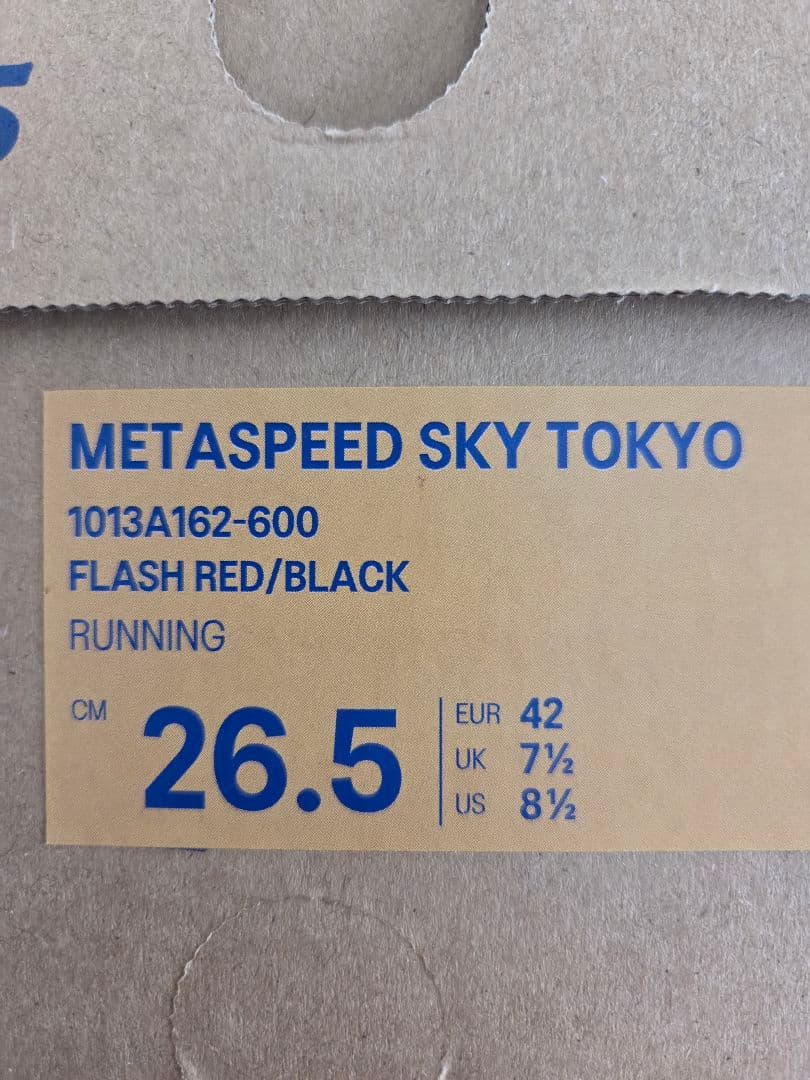 METASPEED SKY TOKYO
1013A162-600
FLASH RED/BLACK
RUNNING
CM 26.5
EUR 42
UK 7½
US 8½